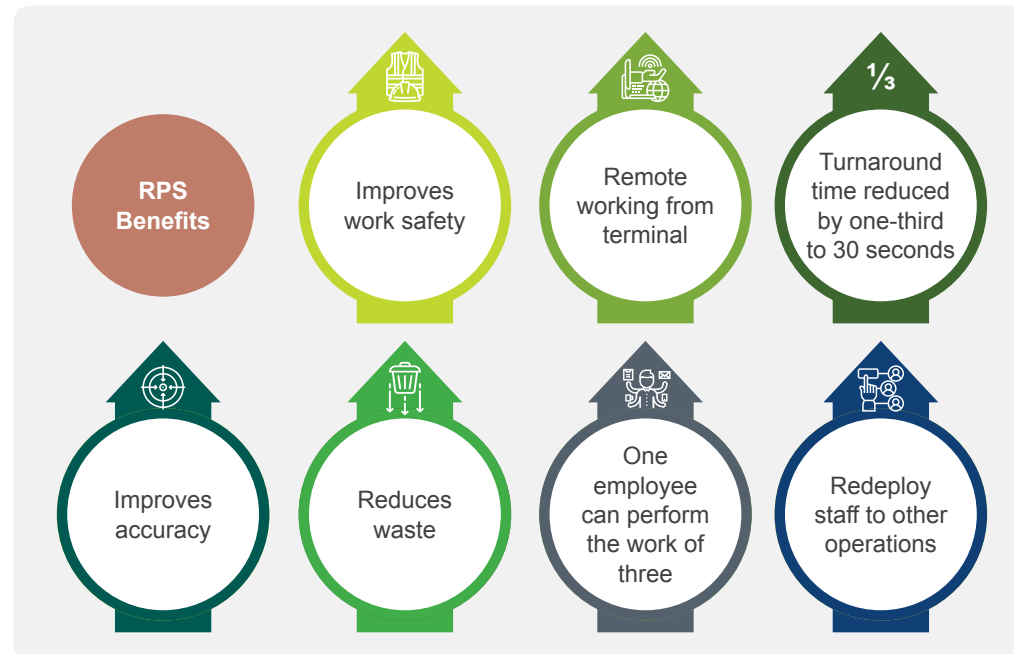 RPS
Benefits
Improves
work safety
Remote
working from
terminal
⅓
Turnaround
time reduced
by one-third
to 30 seconds
Improves
accuracy
Reduces
waste
One
employee
can perform
the work of
three
Redeploy
staff to other
operations